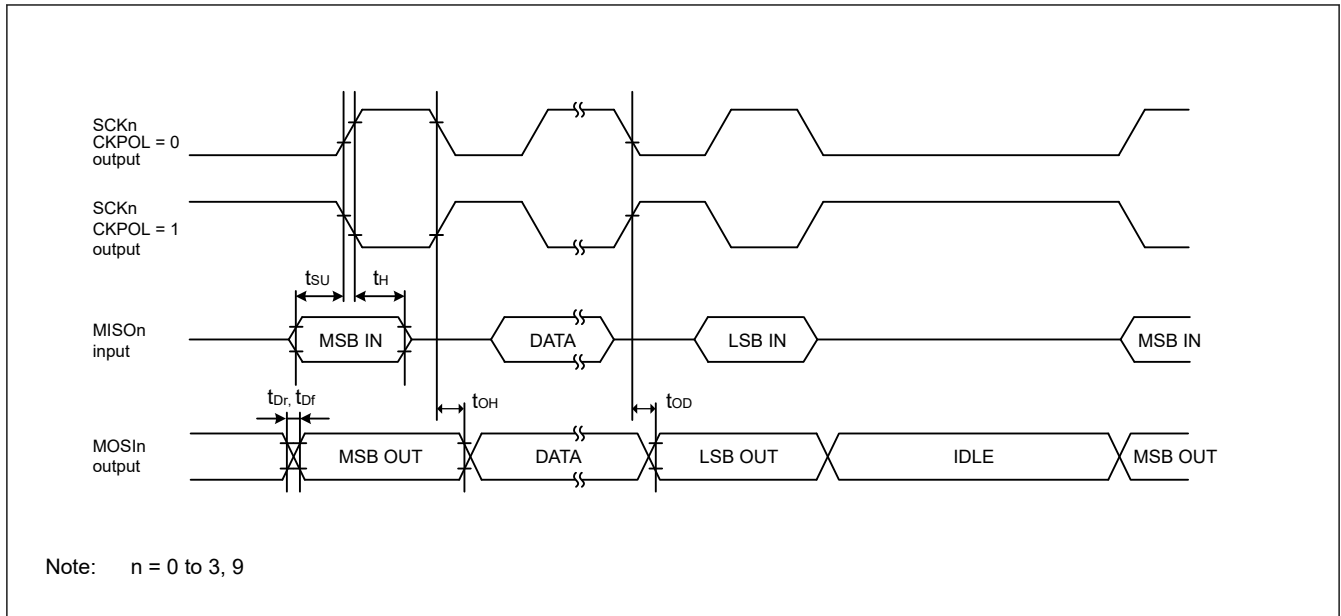 SCKn
CKPOL = 0
output
SCKn
CKPOL = 1
output
tSU
tH
MISOn
input
MSB IN
DATA
LSB IN
MSB IN
tDr, tDf
tOH
tOD
MOSIn
output
MSB OUT
DATA
LSB OUT
IDLE
MSB OUT
Note: n = 0 to 3, 9